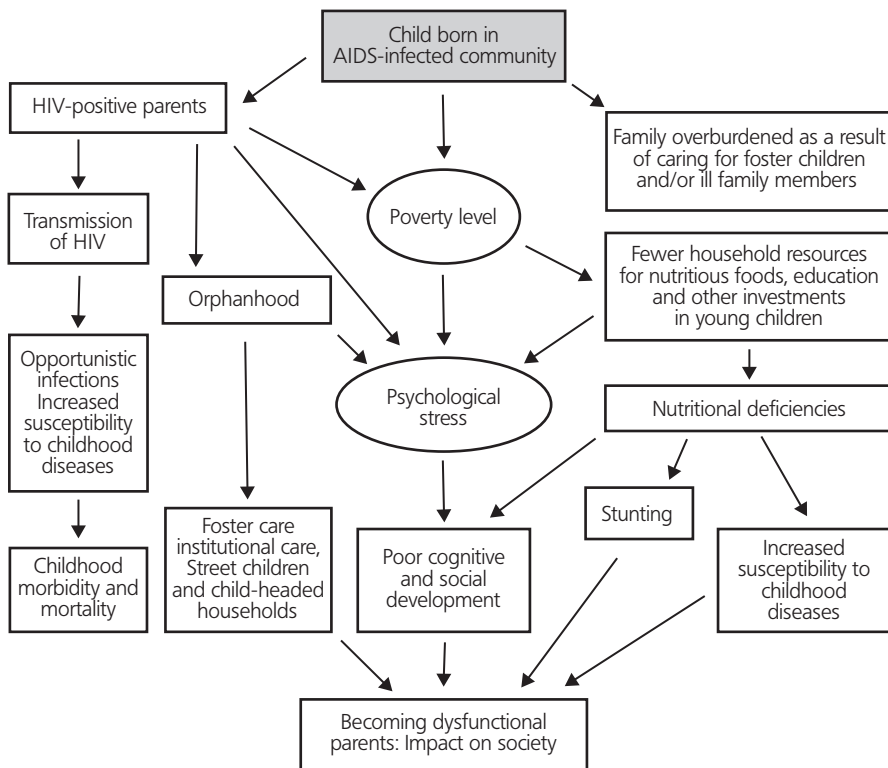 Child born in
AIDS-infected community
HIV-positive parents
Family overburdened as a result
of caring for foster children
and/or ill family members
Transmission
of HIV
Poverty level
Fewer household resources
for nutritious foods, education
and other investments
in young children
Orphanhood
Opportunistic
infections
Increased
susceptibility
to childhood
diseases
Psychological
stress
Nutritional deficiencies
Stunting
Childhood
morbidity and
mortality
Foster care
institutional care,
Street children
and child-headed
households
Poor cognitive
and social
development
Increased
susceptibility to
childhood
diseases
Becoming dysfunctional
parents: Impact on society